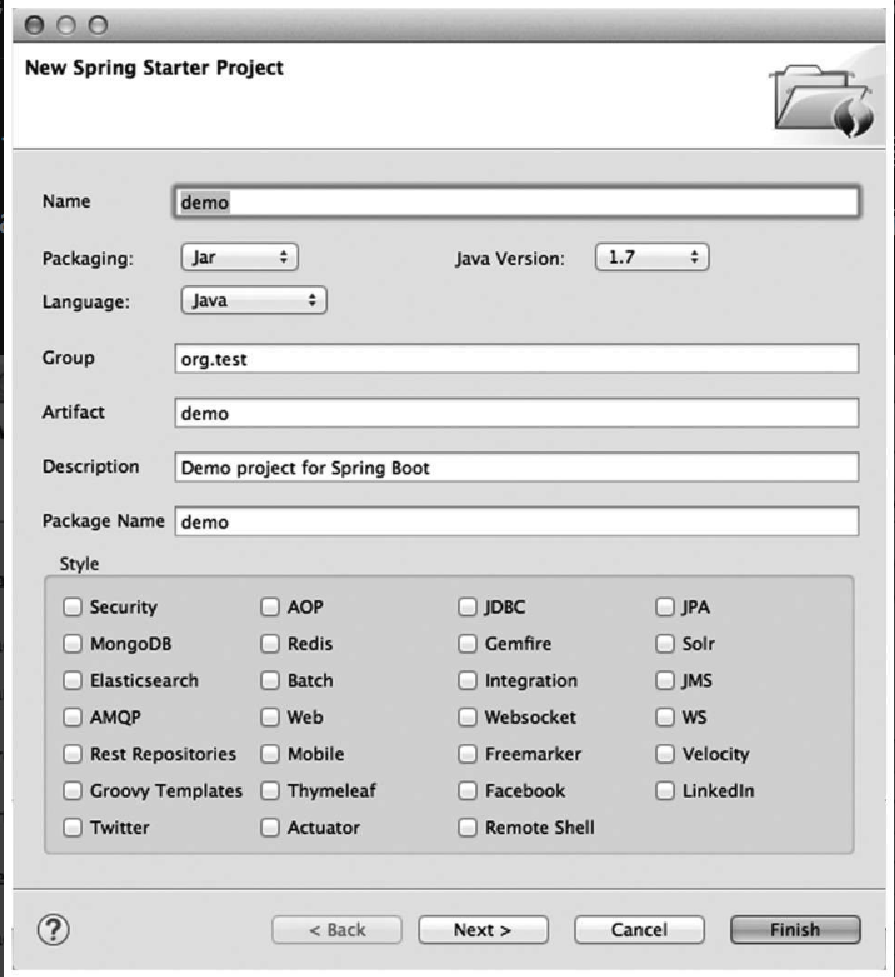 New Spring Starter Project
Name demo
Packaging: Jar Java Version: 1.7
Language: Java
Group org.test
Artifact demo
Description Demo project for Spring Boot
Package Name demo
Style
Security AOP JDBC JPA
MongoDB Redis Gemfire Solr
Elasticsearch Batch Integration JMS
AMQP Web Websocket WS
Rest Repositories Mobile Freemarker Velocity
Groovy Templates Thymeleaf Facebook LinkedIn
Twitter Actuator Remote Shell
? < Back Next > Cancel Finish